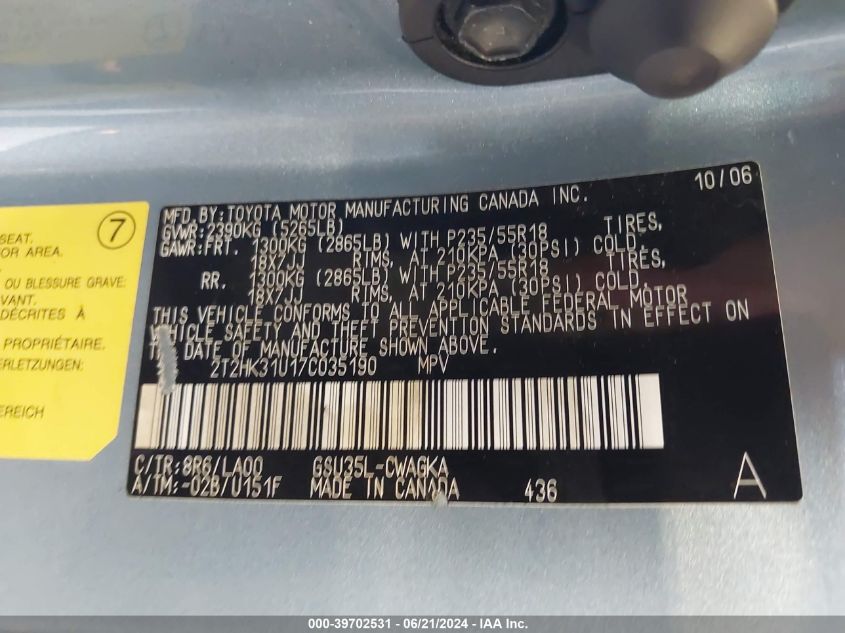 7
SEAT.
OR AREA.
OU BLESSURE GRAVE
VANT.
DÉCRITES À
PROPRIÉTAIRE.
ERLETZUNGEN:
EREICH
MFD. BY: TOYOTA MOTOR MANUFACTURING CANADA INC. 10/06
GVWR: 2390KG (5265LB)
GAWR: FRT. 1300KG (2865LB) WITH P235/55R18 TIRES,
18X7JJ RIMS, AT 210KPA (30PSI) COLD.
RR. 1300KG (2865LB) WITH P235/55R18 TIRES,
18X7JJ RIMS, AT 210KPA (30PSI) COLD.
THIS VEHICLE CONFORMS TO ALL APPLICABLE FEDERAL MOTOR
VEHICLE SAFETY AND THEFT PREVENTION STANDARDS IN EFFECT ON
THE DATE OF MANUFACTURE SHOWN ABOVE.
2T2HK31U17C035190 MPV
C/TR: 8R6/LA00 GSU35L-CWAGKA
A/TM: -02B/U151F MADE IN CANADA 436 A
000-39702531 - 06/21/2024 - IAA Inc.